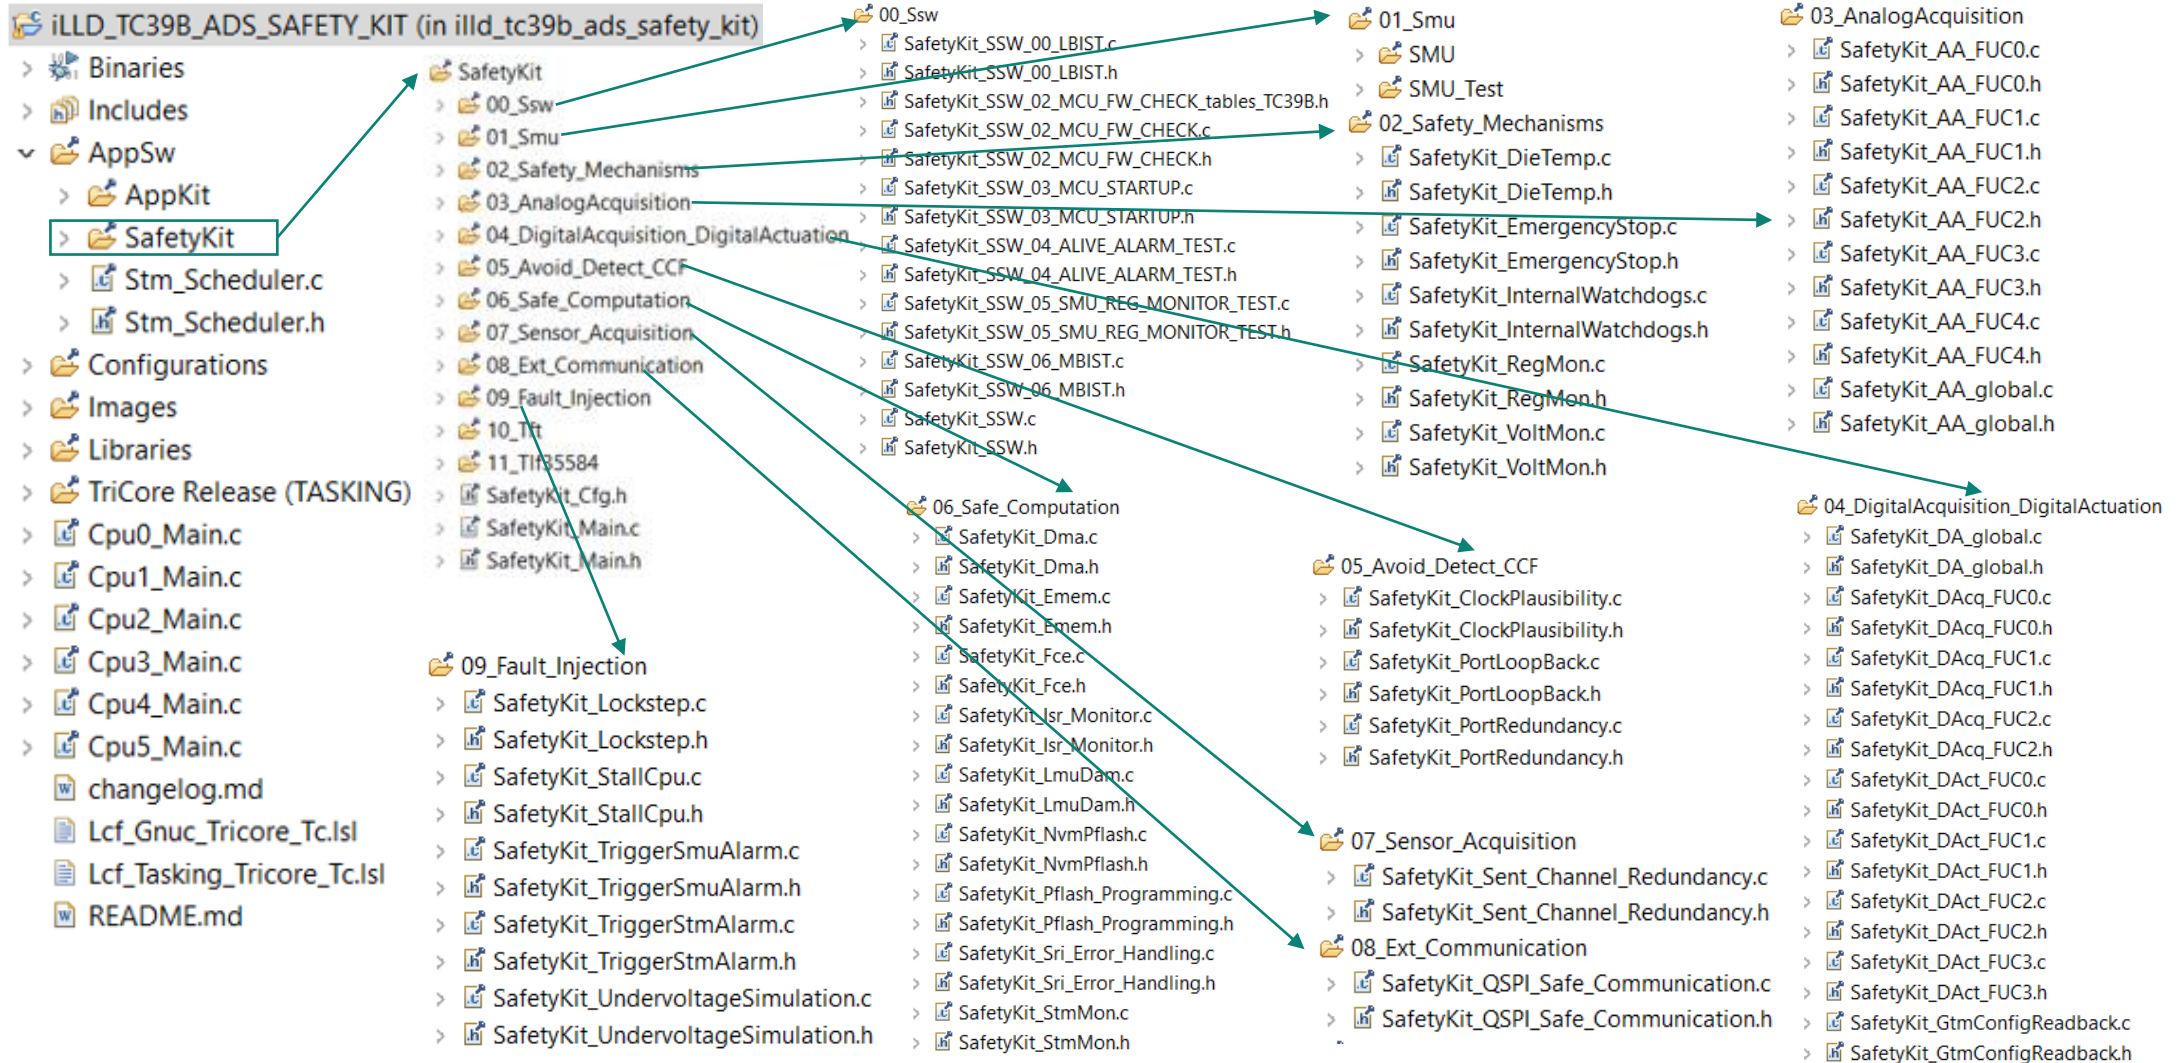 iLLD_TC39B_ADS_SAFETY_KIT (in illd_tc39b_ads_safety_kit)
Binaries
Includes
AppSw
AppKit
SafetyKit
Stm_Scheduler.c
Stm_Scheduler.h
Configurations
Images
Libraries
TriCore Release (TASKING)
Cpu0_Main.c
Cpu1_Main.c
Cpu2_Main.c
Cpu3_Main.c
Cpu4_Main.c
Cpu5_Main.c
changelog.md
Lcf_Gnuc_Tricore_Tc.lsl
Lcf_Tasking_Tricore_Tc.lsl
README.md
SafetyKit
00_Ssw
01_Smu
02_Safety_Mechanisms
03_AnalogAcquisition
04_DigitalAcquisition_DigitalActuation
05_Avoid_Detect_CCF
06_Safe_Computation
07_Sensor_Acquisition
08_Ext_Communication
09_Fault_Injection
10_Tft
11_Tlf35584
SafetyKit_Cfg.h
SafetyKit_Main.c
SafetyKit_Main.h
09_Fault_Injection
SafetyKit_Lockstep.c
SafetyKit_Lockstep.h
SafetyKit_StallCpu.c
SafetyKit_StallCpu.h
SafetyKit_TriggerSmuAlarm.c
SafetyKit_TriggerSmuAlarm.h
SafetyKit_TriggerStmAlarm.c
SafetyKit_TriggerStmAlarm.h
SafetyKit_UndervoltageSimulation.c
SafetyKit_UndervoltageSimulation.h
00_Ssw
SafetyKit_SSW_00_LBIST.c
SafetyKit_SSW_00_LBIST.h
SafetyKit_SSW_02_MCU_FW_CHECK_tables_TC39B.h
SafetyKit_SSW_02_MCU_FW_CHECK.c
SafetyKit_SSW_02_MCU_FW_CHECK.h
SafetyKit_SSW_03_MCU_STARTUP.c
SafetyKit_SSW_03_MCU_STARTUP.h
SafetyKit_SSW_04_ALIVE_ALARM_TEST.c
SafetyKit_SSW_04_ALIVE_ALARM_TEST.h
SafetyKit_SSW_05_SMU_REG_MONITOR_TEST.c
SafetyKit_SSW_05_SMU_REG_MONITOR_TEST.h
SafetyKit_SSW_06_MBIST.c
SafetyKit_SSW_06_MBIST.h
SafetyKit_SSW.c
SafetyKit_SSW.h
06_Safe_Computation
SafetyKit_Dma.c
SafetyKit_Dma.h
SafetyKit_Emem.c
SafetyKit_Emem.h
SafetyKit_Fce.c
SafetyKit_Fce.h
SafetyKit_Isr_Monitor.c
SafetyKit_Isr_Monitor.h
SafetyKit_LmuDam.c
SafetyKit_LmuDam.h
SafetyKit_NvmPflash.c
SafetyKit_NvmPflash.h
SafetyKit_Pflash_Programming.c
SafetyKit_Pflash_Programming.h
SafetyKit_Sri_Error_Handling.c
SafetyKit_Sri_Error_Handling.h
SafetyKit_StmMon.c
SafetyKit_StmMon.h
01_Smu
SMU
SMU_Test
02_Safety_Mechanisms
SafetyKit_DieTemp.c
SafetyKit_DieTemp.h
SafetyKit_EmergencyStop.c
SafetyKit_EmergencyStop.h
SafetyKit_InternalWatchdogs.c
SafetyKit_InternalWatchdogs.h
SafetyKit_RegMon.c
SafetyKit_RegMon.h
SafetyKit_VoltMon.c
SafetyKit_VoltMon.h
05_Avoid_Detect_CCF
SafetyKit_ClockPlausibility.c
SafetyKit_ClockPlausibility.h
SafetyKit_PortLoopBack.c
SafetyKit_PortLoopBack.h
SafetyKit_PortRedundancy.c
SafetyKit_PortRedundancy.h
07_Sensor_Acquisition
SafetyKit_Sent_Channel_Redundancy.c
SafetyKit_Sent_Channel_Redundancy.h
08_Ext_Communication
SafetyKit_QSPI_Safe_Communication.c
SafetyKit_QSPI_Safe_Communication.h
03_AnalogAcquisition
SafetyKit_AA_FUC0.c
SafetyKit_AA_FUC0.h
SafetyKit_AA_FUC1.c
SafetyKit_AA_FUC1.h
SafetyKit_AA_FUC2.c
SafetyKit_AA_FUC2.h
SafetyKit_AA_FUC3.c
SafetyKit_AA_FUC3.h
SafetyKit_AA_FUC4.c
SafetyKit_AA_FUC4.h
SafetyKit_AA_global.c
SafetyKit_AA_global.h
04_DigitalAcquisition_DigitalActuation
SafetyKit_DA_global.c
SafetyKit_DA_global.h
SafetyKit_DAcq_FUC0.c
SafetyKit_DAcq_FUC0.h
SafetyKit_DAcq_FUC1.c
SafetyKit_DAcq_FUC1.h
SafetyKit_DAcq_FUC2.c
SafetyKit_DAcq_FUC2.h
SafetyKit_DAct_FUC0.c
SafetyKit_DAct_FUC0.h
SafetyKit_DAct_FUC1.c
SafetyKit_DAct_FUC1.h
SafetyKit_DAct_FUC2.c
SafetyKit_DAct_FUC2.h
SafetyKit_DAct_FUC3.c
SafetyKit_DAct_FUC3.h
SafetyKit_GtmConfigReadback.c
SafetyKit_GtmConfigReadback.h